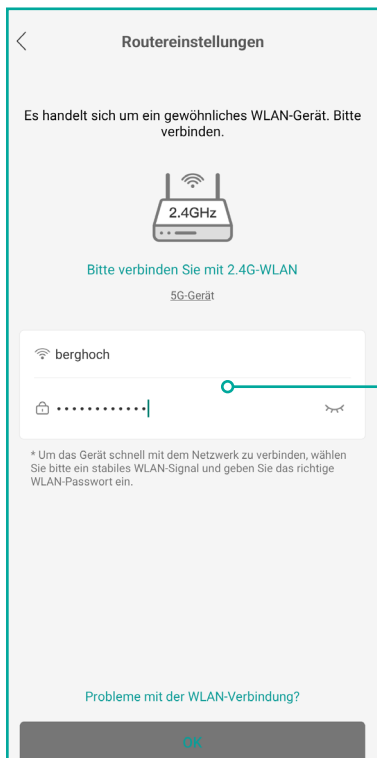 Routereinstellungen
Es handelt sich um ein gewöhnliches WLAN-Gerät. Bitte
verbinden.
2.4GHz
Bitte verbinden Sie mit 2.4G-WLAN
5G-Gerät
berghoch
••••••••••••
* Um das Gerät schnell mit dem Netzwerk zu verbinden, wählen
Sie bitte ein stabiles WLAN-Signal und geben Sie das richtige
WLAN-Passwort ein.
Probleme mit der WLAN-Verbindung?
OK